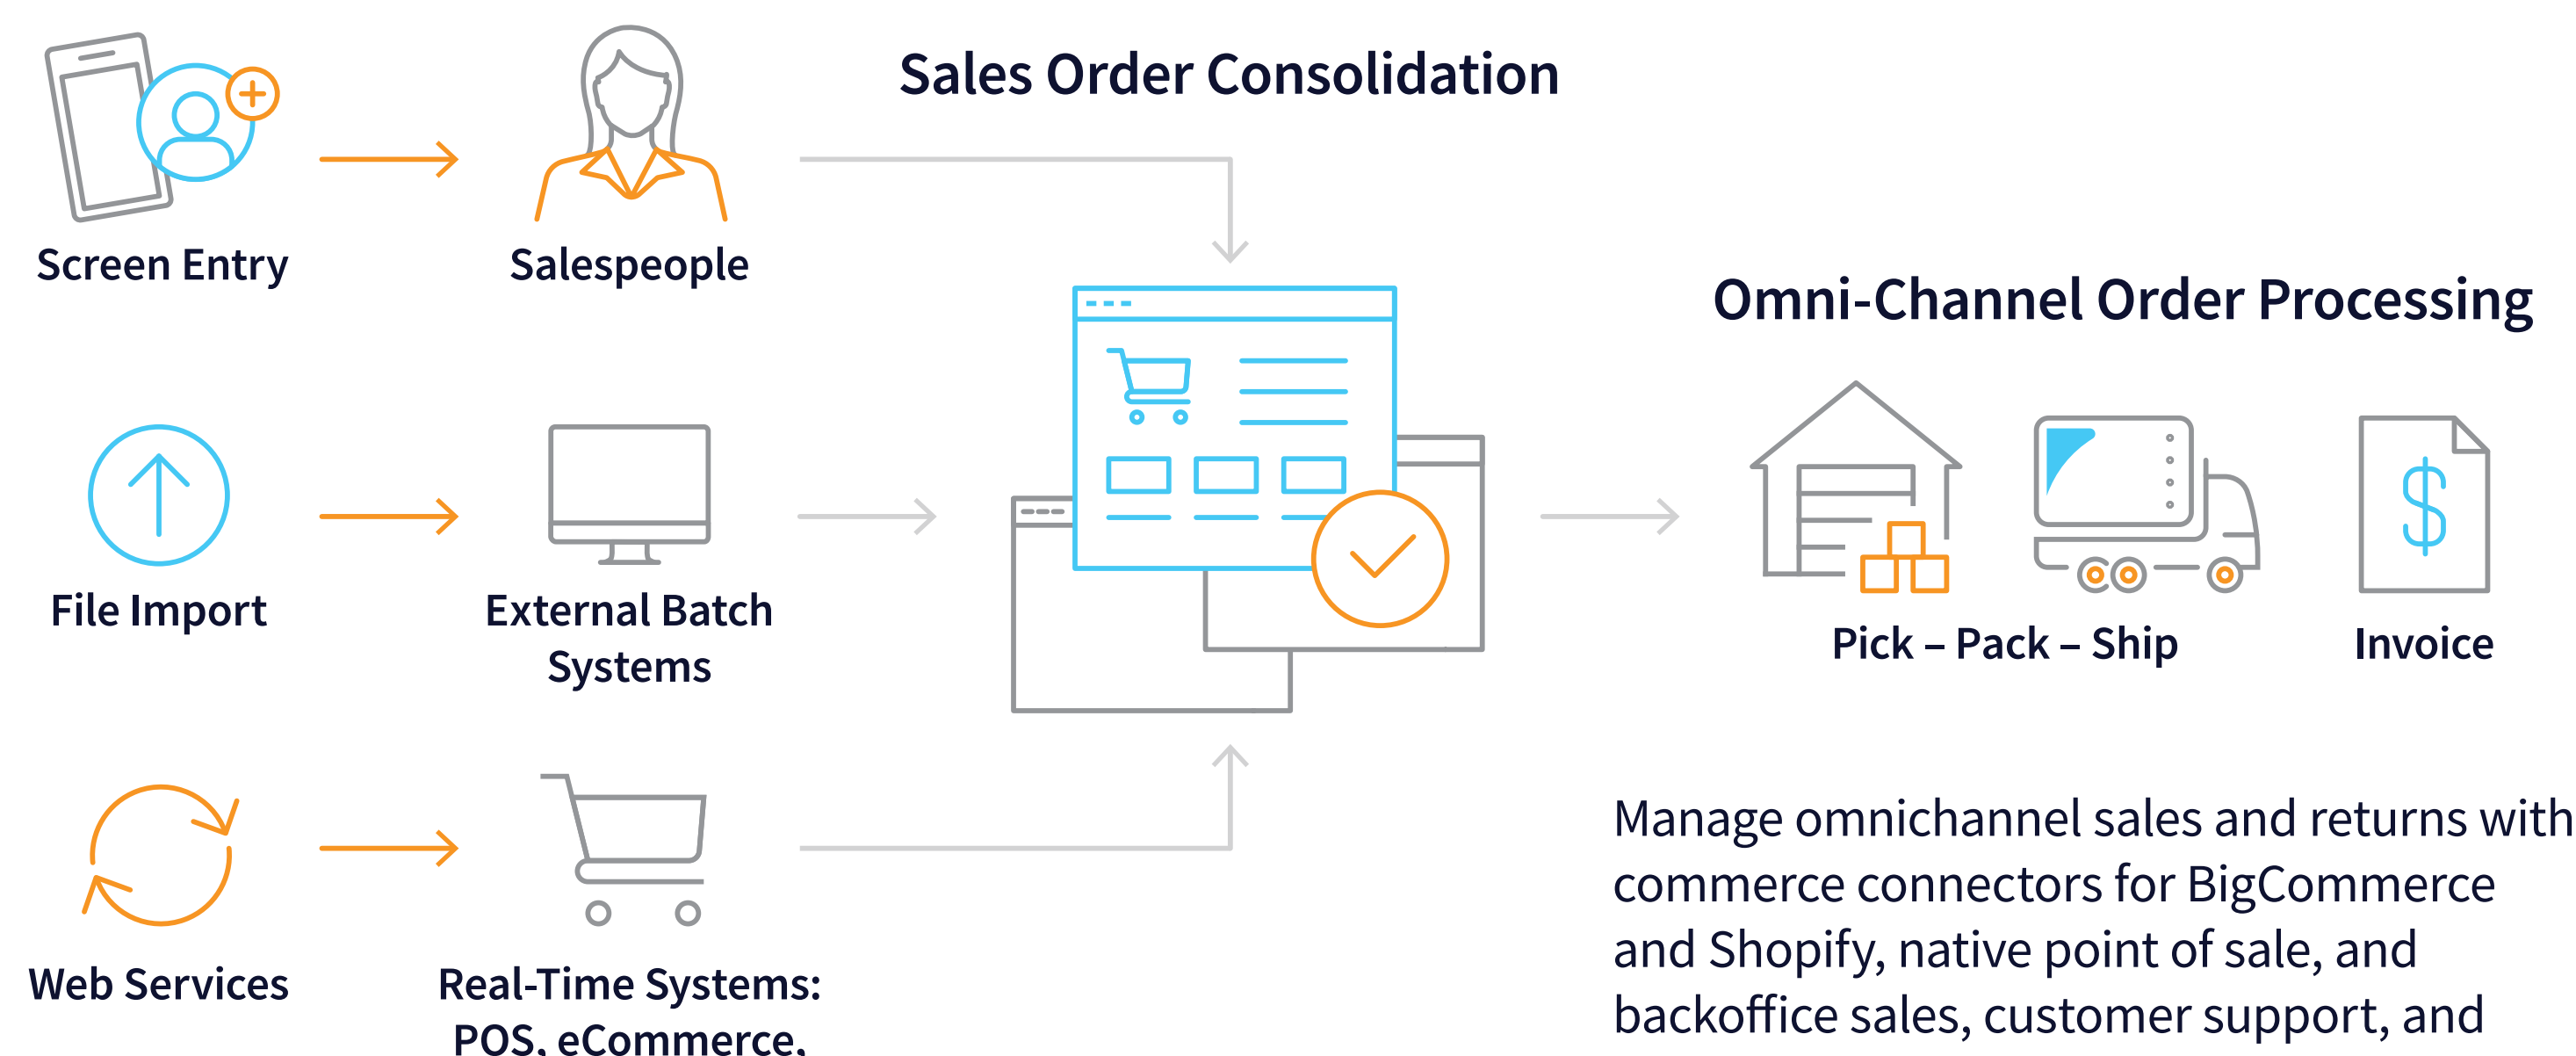 Sales Order Consolidation
Screen Entry
Salespeople
Omni-Channel Order Processing
File Import
External Batch
Systems
Pick – Pack – Ship
Invoice
Web Services
Real-Time Systems:
POS, eCommerce,
Manage omnichannel sales and returns with
commerce connectors for BigCommerce
and Shopify, native point of sale, and
backoffice sales, customer support, and